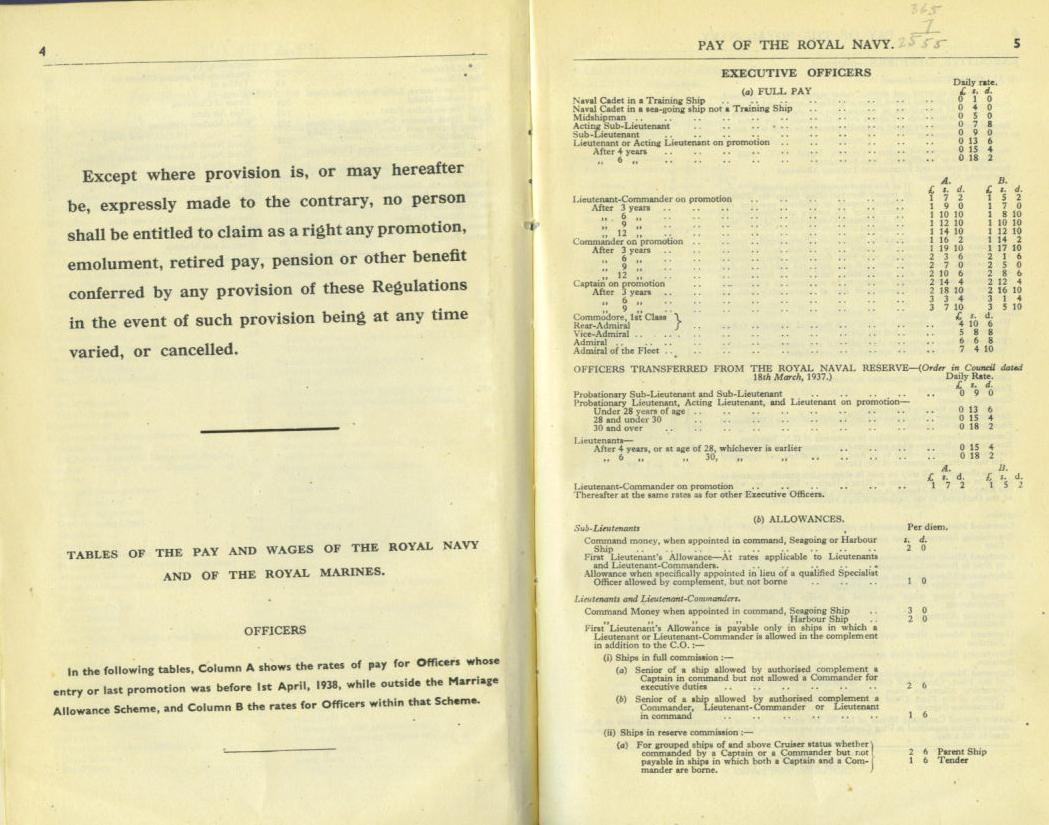 4
Except where provision is, or may hereafter
be, expressly made to the contrary, no person
shall be entitled to claim as a right any promotion,
emolument, retired pay, pension or other benefit
conferred by any provision of these Regulations
in the event of such provision being at any time
varied, or cancelled.
TABLES OF THE PAY AND WAGES OF THE ROYAL NAVY
AND OF THE ROYAL MARINES.
OFFICERS
In the following tables, Column A shows the rates of pay for Officers whose
entry or last promotion was before 1st April, 1938, while outside the Marriage
Allowance Scheme, and Column B the rates for Officers within that Scheme.
365
7
2555
PAY OF THE ROYAL NAVY. 5
EXECUTIVE OFFICERS
(a) FULL PAY
Daily rate.
£ s. d.
Naval Cadet in a Training Ship 0 1 0
Naval Cadet in a sea-going ship not a Training Ship 0 4 0
Midshipman 0 5 0
Acting Sub-Lieutenant 0 7 8
Sub-Lieutenant 0 9 0
Lieutenant or Acting Lieutenant on promotion 0 13 6
After 4 years 0 15 4
„ 6 „ 0 18 2
A. B.
£ s. d. £ s. d.
Lieutenant-Commander on promotion 1 7 2 1 5 2
After 3 years 1 9 0 1 7 0
„ 6 „ 1 10 10 1 8 10
„ 9 „ 1 12 10 1 10 10
„ 12 „ 1 14 10 1 12 10
Commander on promotion 1 16 2 1 14 2
After 3 years 1 19 10 1 17 10
„ 6 „ 2 3 6 2 1 6
„ 9 „ 2 7 0 2 5 0
„ 12 „ 2 10 6 2 8 6
Captain on promotion 2 14 4 2 12 4
After 3 years 2 18 10 2 16 10
„ 6 „ 3 3 4 3 1 4
„ 9 „ 3 7 10 3 5 10
£ s. d.
Commodore, 1st Class }
Rear-Admiral 4 10 6
Vice-Admiral 5 8 8
Admiral 6 6 8
Admiral of the Fleet 7 4 10
OFFICERS TRANSFERRED FROM THE ROYAL NAVAL RESERVE—(Order in Council dated
18th March, 1937.)
Daily Rate.
£ s. d.
Probationary Sub-Lieutenant and Sub-Lieutenant 0 9 0
Probationary Lieutenant, Acting Lieutenant, and Lieutenant on promotion—
Under 28 years of age 0 13 6
28 and under 30 0 15 4
30 and over 0 18 2
Lieutenants—
After 4 years, or at age of 28, whichever is earlier 0 15 4
„ 6 „ „ 30, „ „ 0 18 2
A. B.
£ s. d. £ s. d.
Lieutenant-Commander on promotion 1 7 2 1 5 2
Thereafter at the same rates as for other Executive Officers.
(b) ALLOWANCES.
Sub-Lieutenants Per diem.
s. d.
Command money, when appointed in command, Seagoing or Harbour
Ship 2 0
First Lieutenant's Allowance—At rates applicable to Lieutenants
and Lieutenant-Commanders.
Allowance when specifically appointed in lieu of a qualified Specialist
Officer allowed by complement, but not borne 1 0
Lieutenants and Lieutenant-Commanders.
Command Money when appointed in command, Seagoing Ship 3 0
„ „ „ „ „ Harbour Ship 2 0
First Lieutenant's Allowance is payable only in ships in which a
Lieutenant or Lieutenant-Commander is allowed in the complement
in addition to the C.O. :—
(i) Ships in full commission :—
(a) Senior of a ship allowed by authorised complement a
Captain in command but not allowed a Commander for
executive duties 2 6
(b) Senior of a ship allowed by authorised complement a
Commander, Lieutenant-Commander or Lieutenant
in command 1 6
(ii) Ships in reserve commission :—
(a) For grouped ships of and above Cruiser status whether
commanded by a Captain or a Commander but not 2 6 Parent Ship
payable in ships in which both a Captain and a Com- 1 6 Tender
mander are borne.